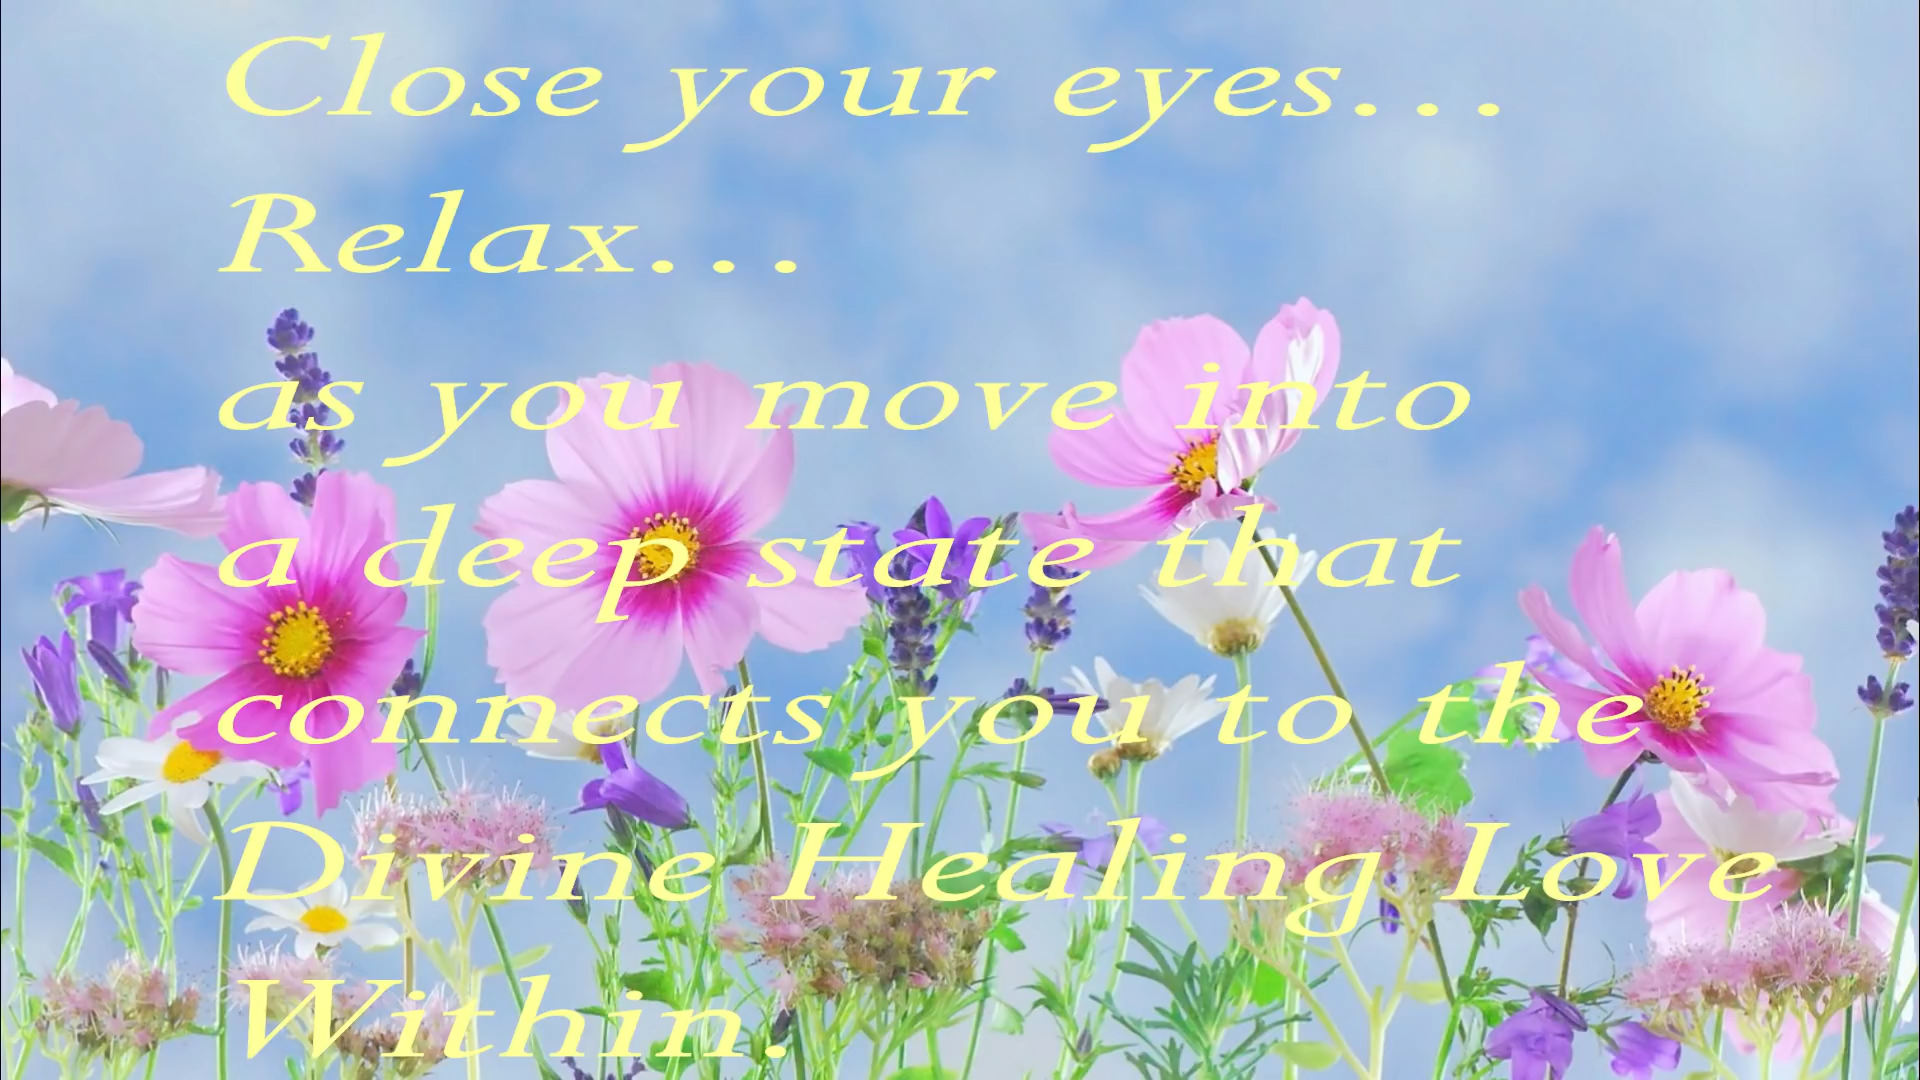 Close your eyes...
Relax...
as you move into
a deep state that
connects you to the
Divine Healing Love
Within.